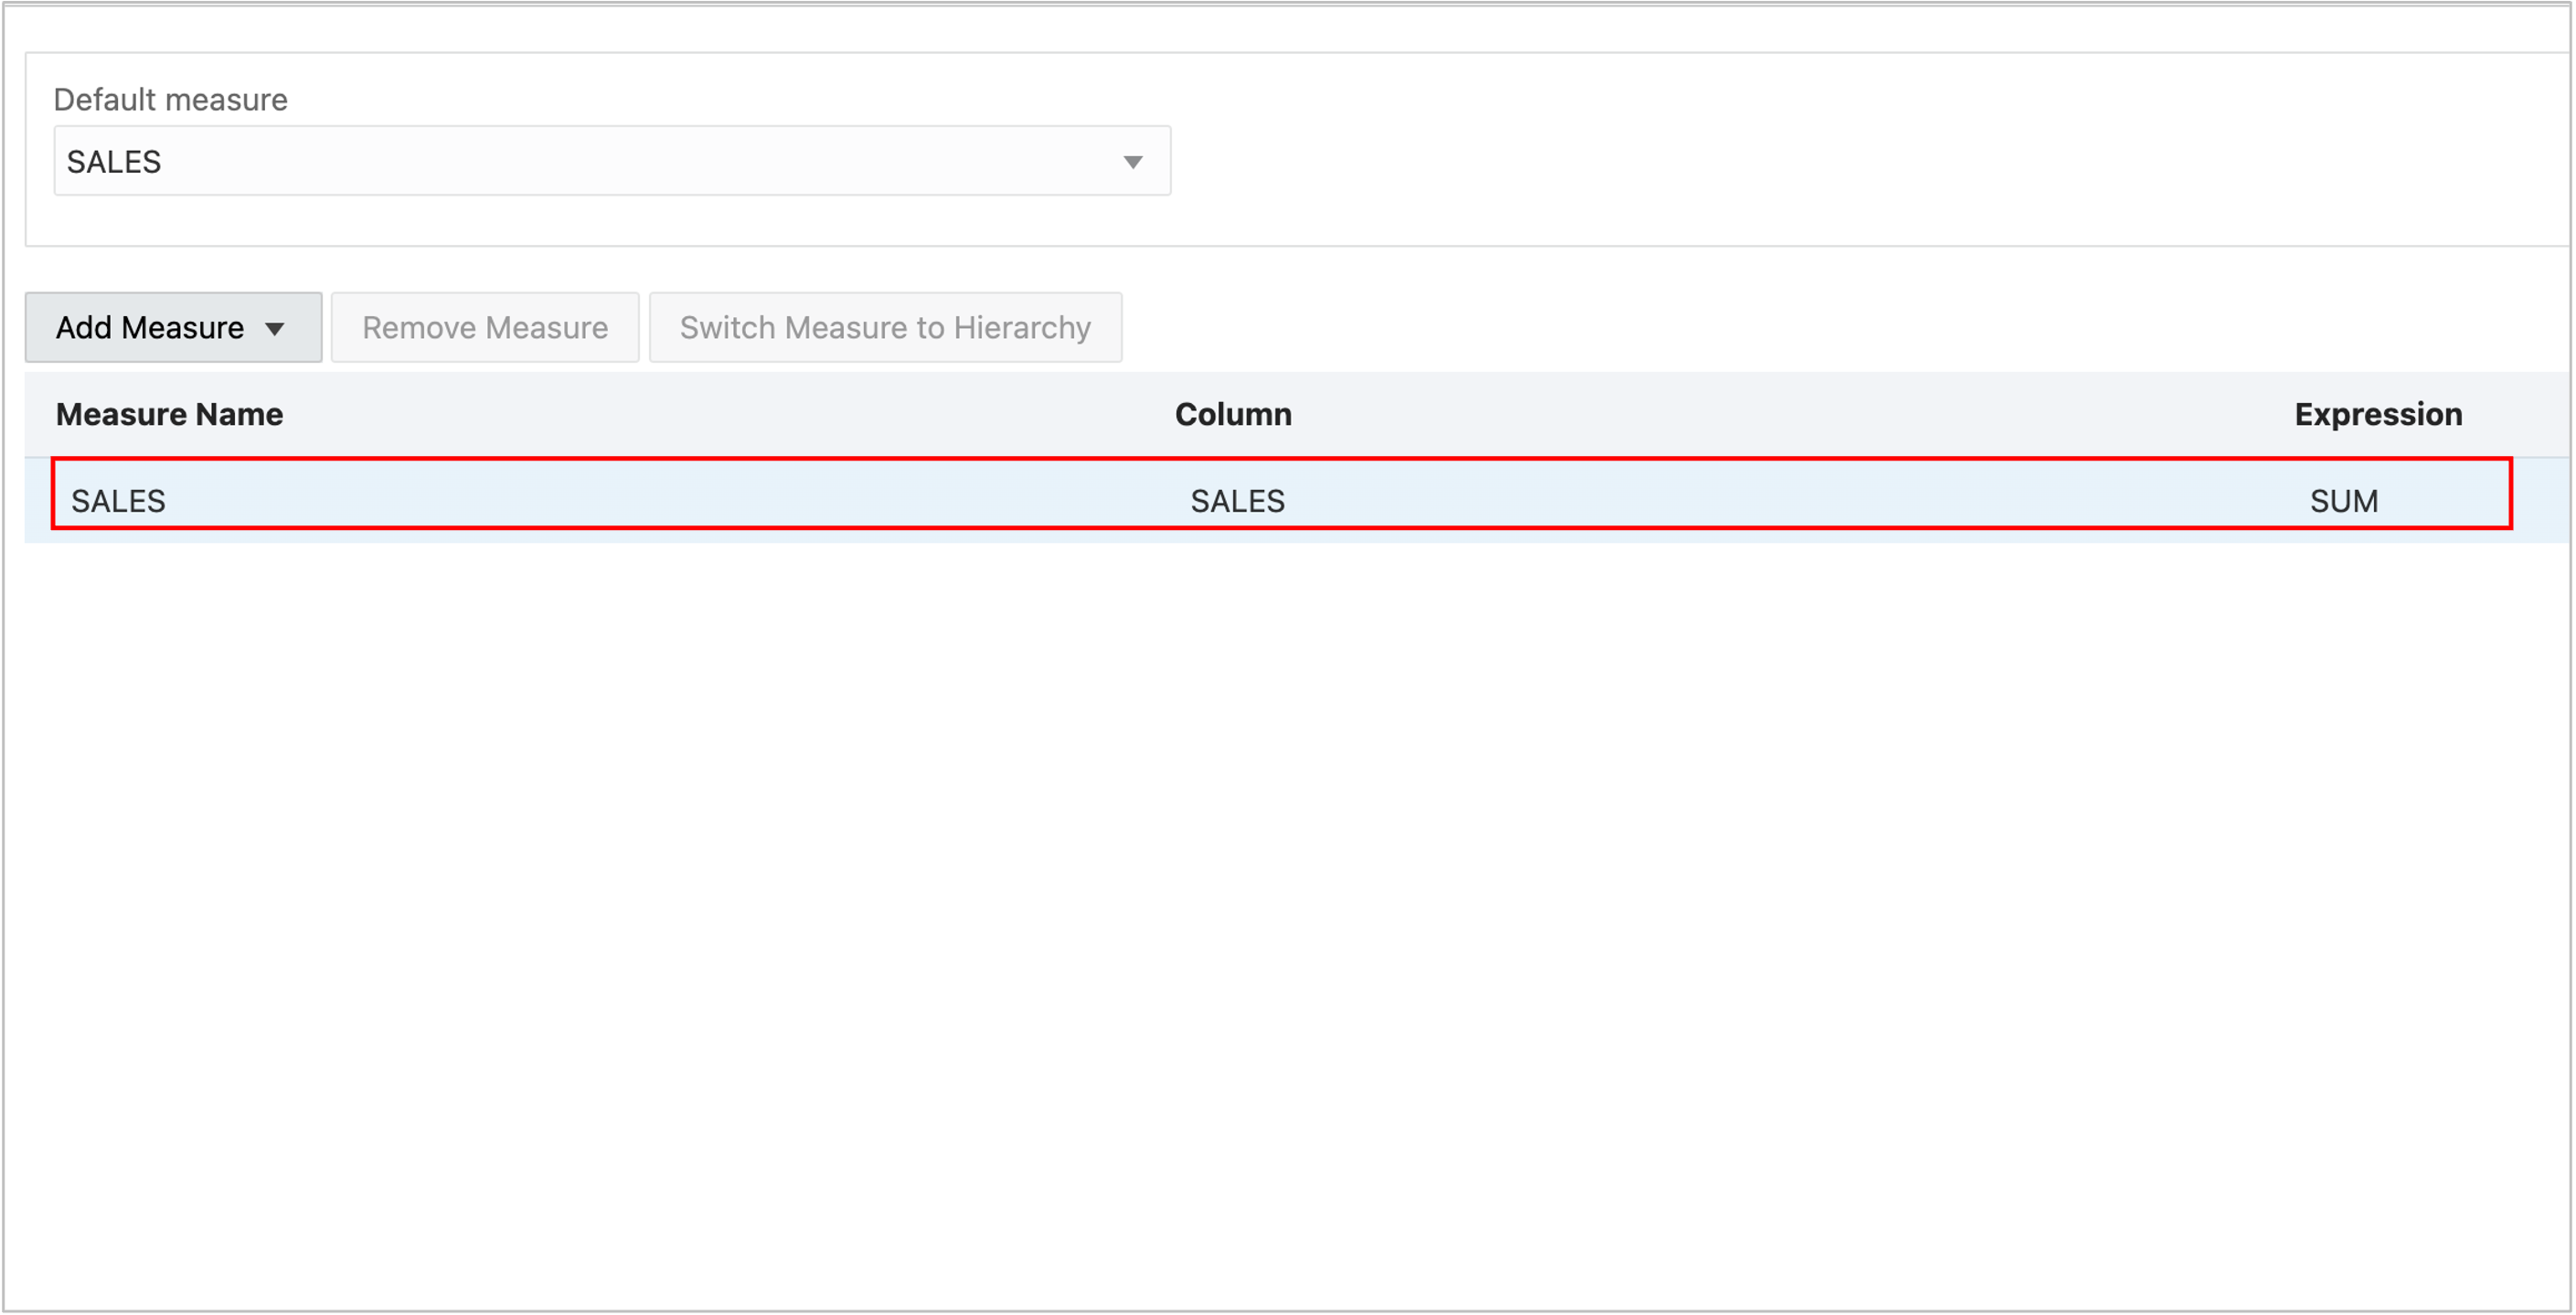 Default measure
SALES
Add Measure Remove Measure Switch Measure to Hierarchy
Measure Name Column Expression
SALES SALES SUM